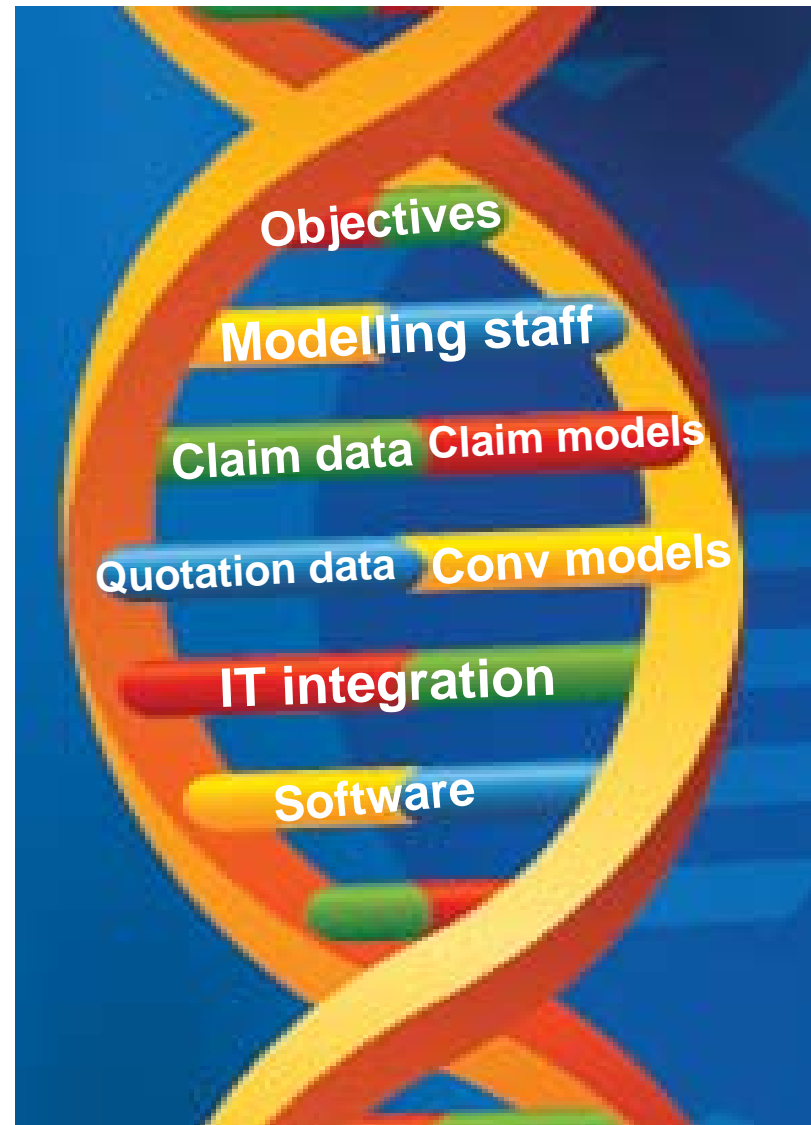 Objectives
Modelling staff
Claim data Claim models
Quotation data Conv models
IT integration
Software